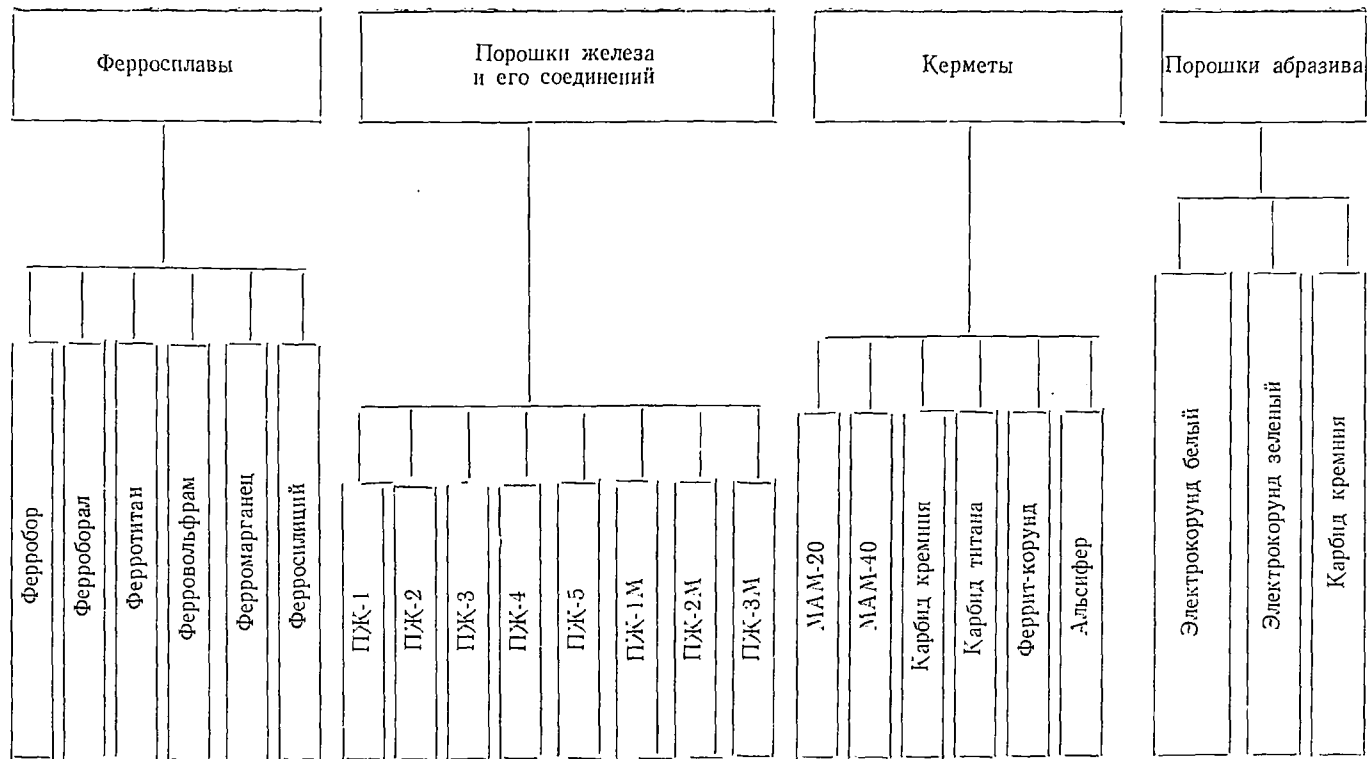 Ферросплавы
Порошки железа
и его соединений
Керметы
Порошки абразива
Ферробор
Ферроборал
Ферротитан
Ферровольфрам
Ферромарганец
Ферросилиций
ПЖ-1
ПЖ-2
ПЖ-3
ПЖ-4
ПЖ-5
ПЖ-1М
ПЖ-2М
ПЖ-3М
МАМ-20
МАМ-40
Карбид кремния
Карбид титана
Феррит-корунд
Альсифер
Электрокорунд белый
Электрокорунд зеленый
Карбид кремния